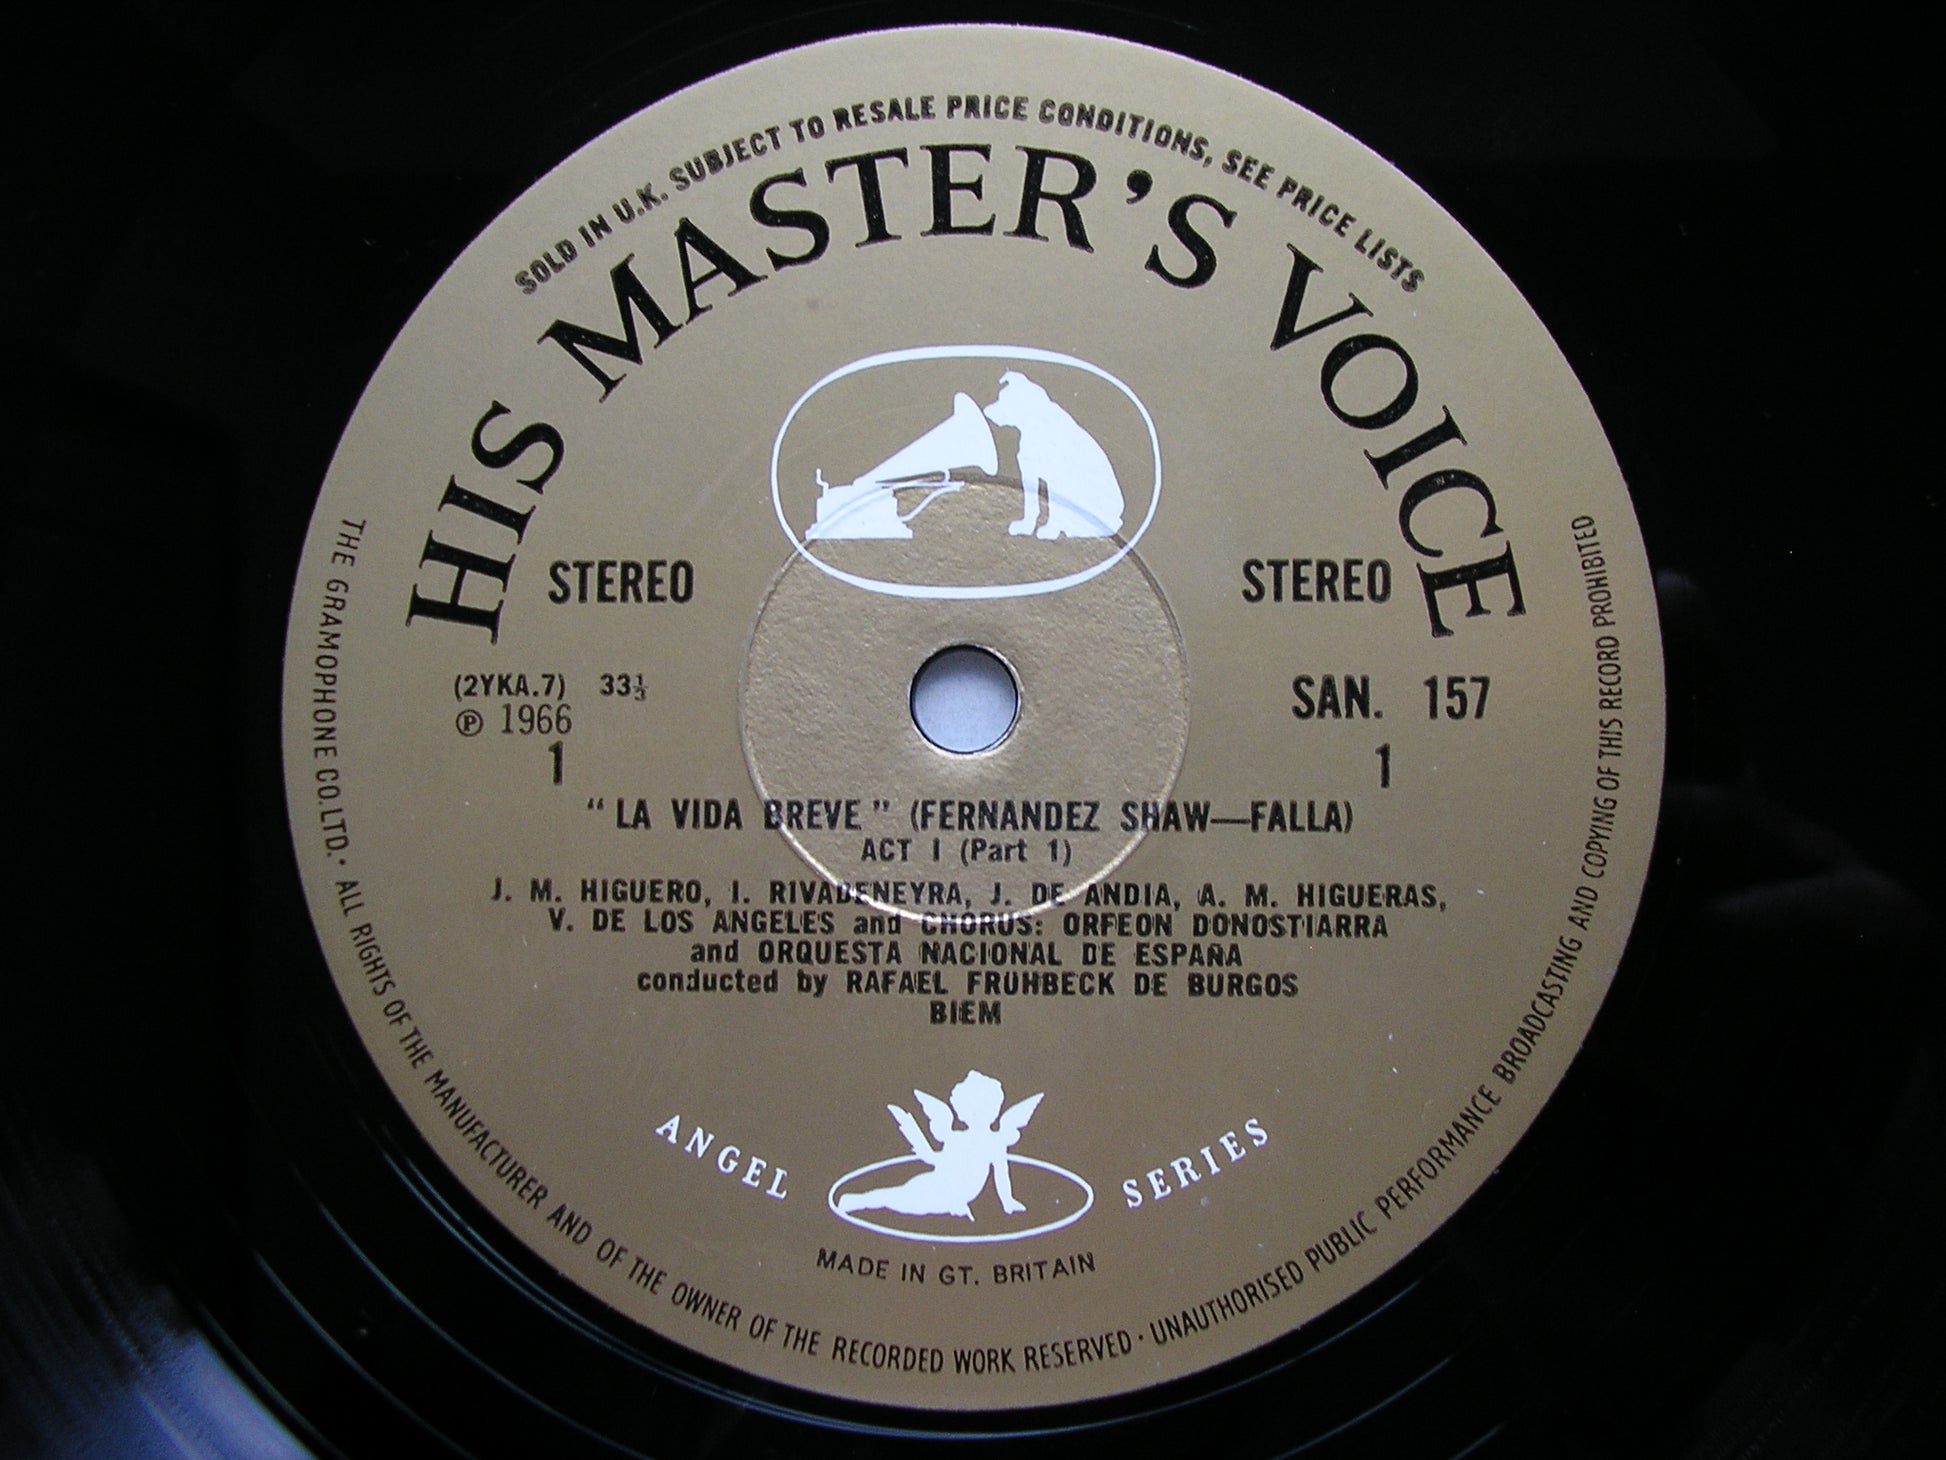 SOLD IN U.K. SUBJECT TO RESALE PRICE CONDITIONS, SEE PRICE LISTS
HIS MASTER'S VOICE
STEREO STEREO
(2YKA.7) 33⅓ SAN. 157
℗ 1966
1 1
"LA VIDA BREVE" (FERNANDEZ SHAW—FALLA)
ACT I (Part 1)
J. M. HIGUERO, I. RIVADENEYRA, J. DE ANDIA, A. M. HIGUERAS,
V. DE LOS ANGELES and CHORUS: ORFEON DONOSTIARRA
and ORQUESTA NACIONAL DE ESPAÑA
conducted by RAFAEL FRÜHBECK DE BURGOS
BIEM
ANGEL SERIES
MADE IN GT. BRITAIN
THE GRAMOPHONE CO.LTD. · ALL RIGHTS OF THE MANUFACTURER AND OF THE OWNER OF THE RECORDED WORK RESERVED · UNAUTHORISED PUBLIC PERFORMANCE BROADCASTING AND COPYING OF THIS RECORD PROHIBITED